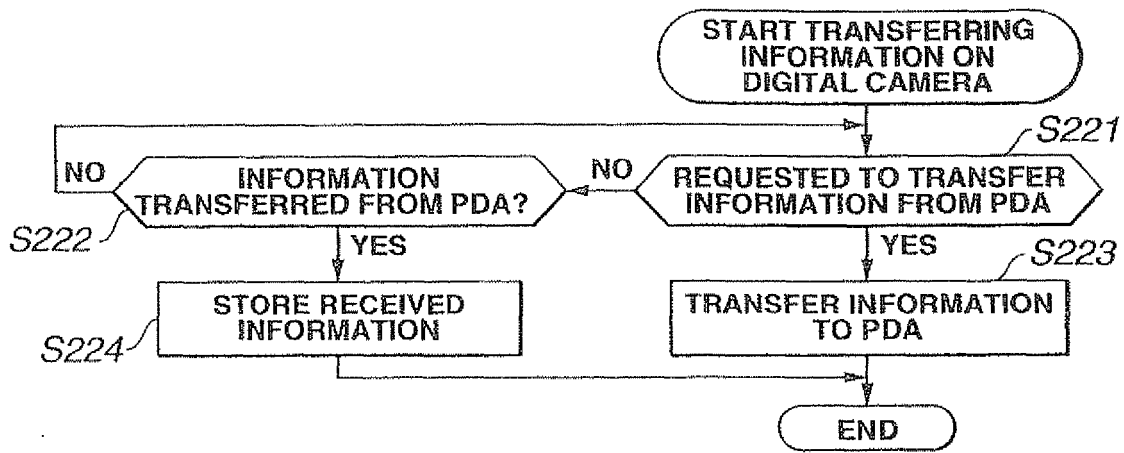 START TRANSFERRING
INFORMATION ON
DIGITAL CAMERA
S221
REQUESTED TO TRANSFER
INFORMATION FROM PDA
NO
YES
INFORMATION
TRANSFERRED FROM PDA?
NO
S222
YES
S223
TRANSFER INFORMATION
TO PDA
STORE RECEIVED
INFORMATION
S224
END